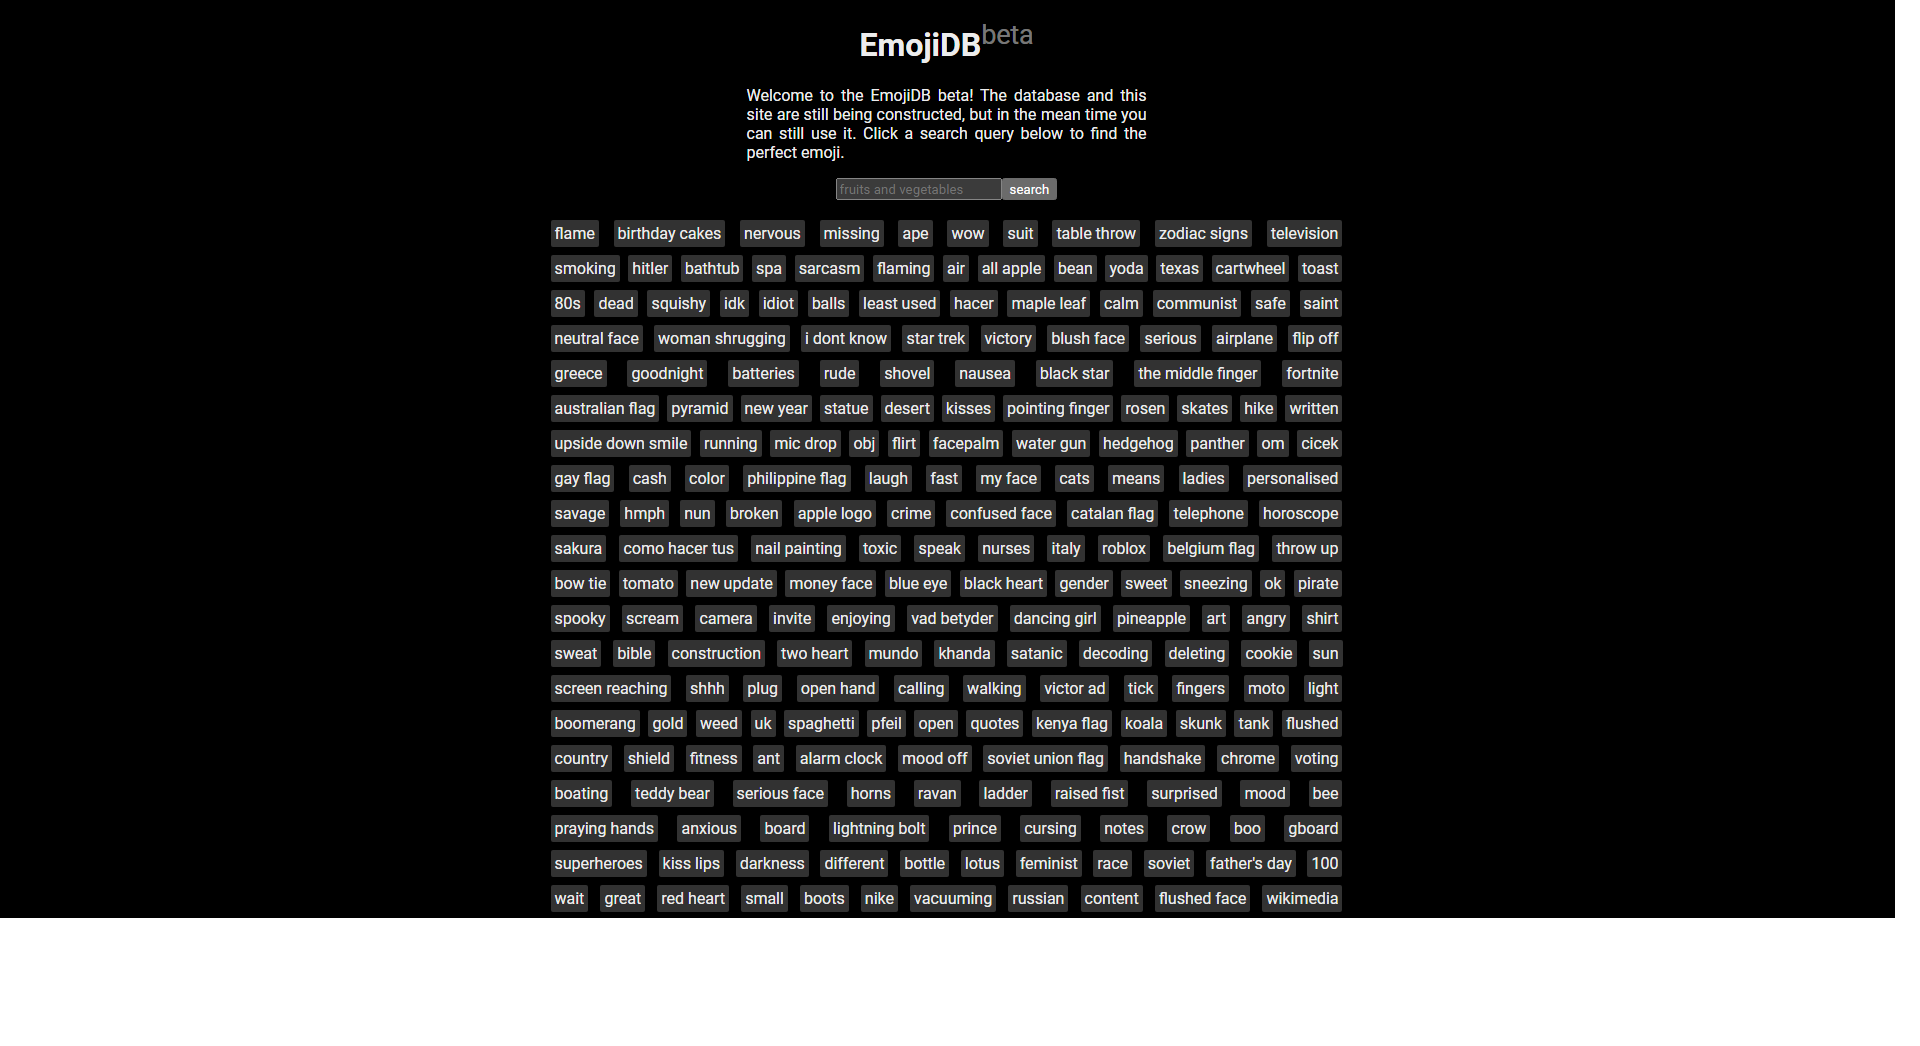 EmojiDBbeta
Welcome to the EmojiDB beta! The database and this
site are still being constructed, but in the mean time you
can still use it. Click a search query below to find the
perfect emoji.
fruits and vegetables search
flame birthday cakes nervous missing ape wow suit table throw zodiac signs television
smoking hitler bathtub spa sarcasm flaming air all apple bean yoda texas cartwheel toast
80s dead squishy idk idiot balls least used hacer maple leaf calm communist safe saint
neutral face woman shrugging i dont know star trek victory blush face serious airplane flip off
greece goodnight batteries rude shovel nausea black star the middle finger fortnite
australian flag pyramid new year statue desert kisses pointing finger rosen skates hike written
upside down smile running mic drop obj flirt facepalm water gun hedgehog panther om cicek
gay flag cash color philippine flag laugh fast my face cats means ladies personalised
savage hmph nun broken apple logo crime confused face catalan flag telephone horoscope
sakura como hacer tus nail painting toxic speak nurses italy roblox belgium flag throw up
bow tie tomato new update money face blue eye black heart gender sweet sneezing ok pirate
spooky scream camera invite enjoying vad betyder dancing girl pineapple art angry shirt
sweat bible construction two heart mundo khanda satanic decoding deleting cookie sun
screen reaching shhh plug open hand calling walking victor ad tick fingers moto light
boomerang gold weed uk spaghetti pfeil open quotes kenya flag koala skunk tank flushed
country shield fitness ant alarm clock mood off soviet union flag handshake chrome voting
boating teddy bear serious face horns ravan ladder raised fist surprised mood bee
praying hands anxious board lightning bolt prince cursing notes crow boo gboard
superheroes kiss lips darkness different bottle lotus feminist race soviet father's day 100
wait great red heart small boots nike vacuuming russian content flushed face wikimedia